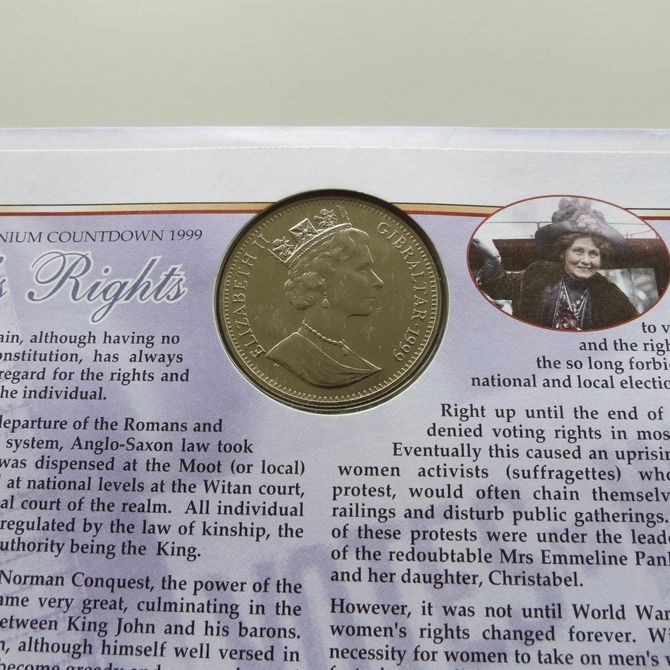 NIUM COUNTDOWN 1999
s Rights
ain, although having no
onstitution, has always
regard for the rights and
he individual.
departure of the Romans and
system, Anglo-Saxon law took
was dispensed at the Moot (or local)
at national levels at the Witan court,
al court of the realm. All individual
regulated by the law of kinship, the
uthority being the King.
Norman Conquest, the power of the
ame very great, culminating in the
etween King John and his barons.
n, although himself well versed in
ELIZABETH II
GIBRALTAR 1999
to v
and the righ
the so long forbi
national and local electio
Right up until the end of
denied voting rights in mos
Eventually this caused an uprisin
women activists (suffragettes) who
protest, would often chain themselv
railings and disturb public gatherings.
of these protests were under the leade
of the redoubtable Mrs Emmeline Pank
and her daughter, Christabel.
However, it was not until World War
women's rights changed forever. Wi
necessity for women to take on men's